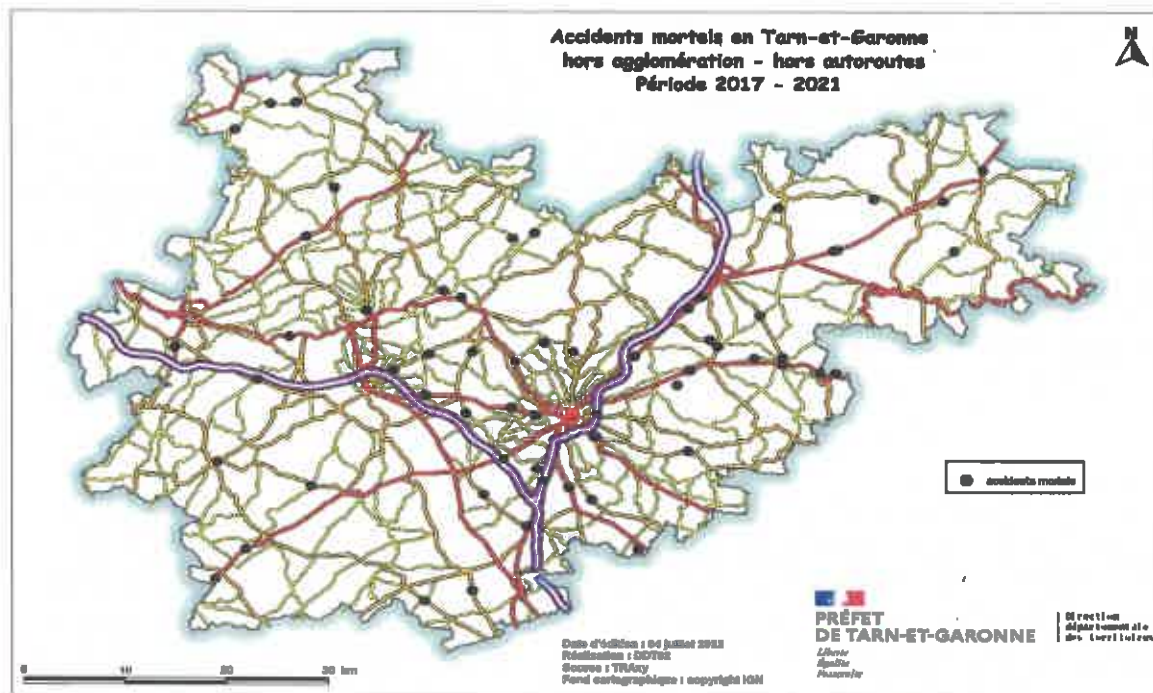 Accidents mortels en Tarn-et-Garonne
hors agglomération - hors autoroutes
Période 2017 - 2021
N
accidents mortels
PRÉFET
DE TARN-ET-GARONNE
Liberté
Égalité
Fraternité
Direction
départementale
des territoires
Date d'édition : 04 juillet 2022
Réalisation : DDT82
Source : TRAxy
Fond cartographique : copyright IGN
0 10 20 30 km